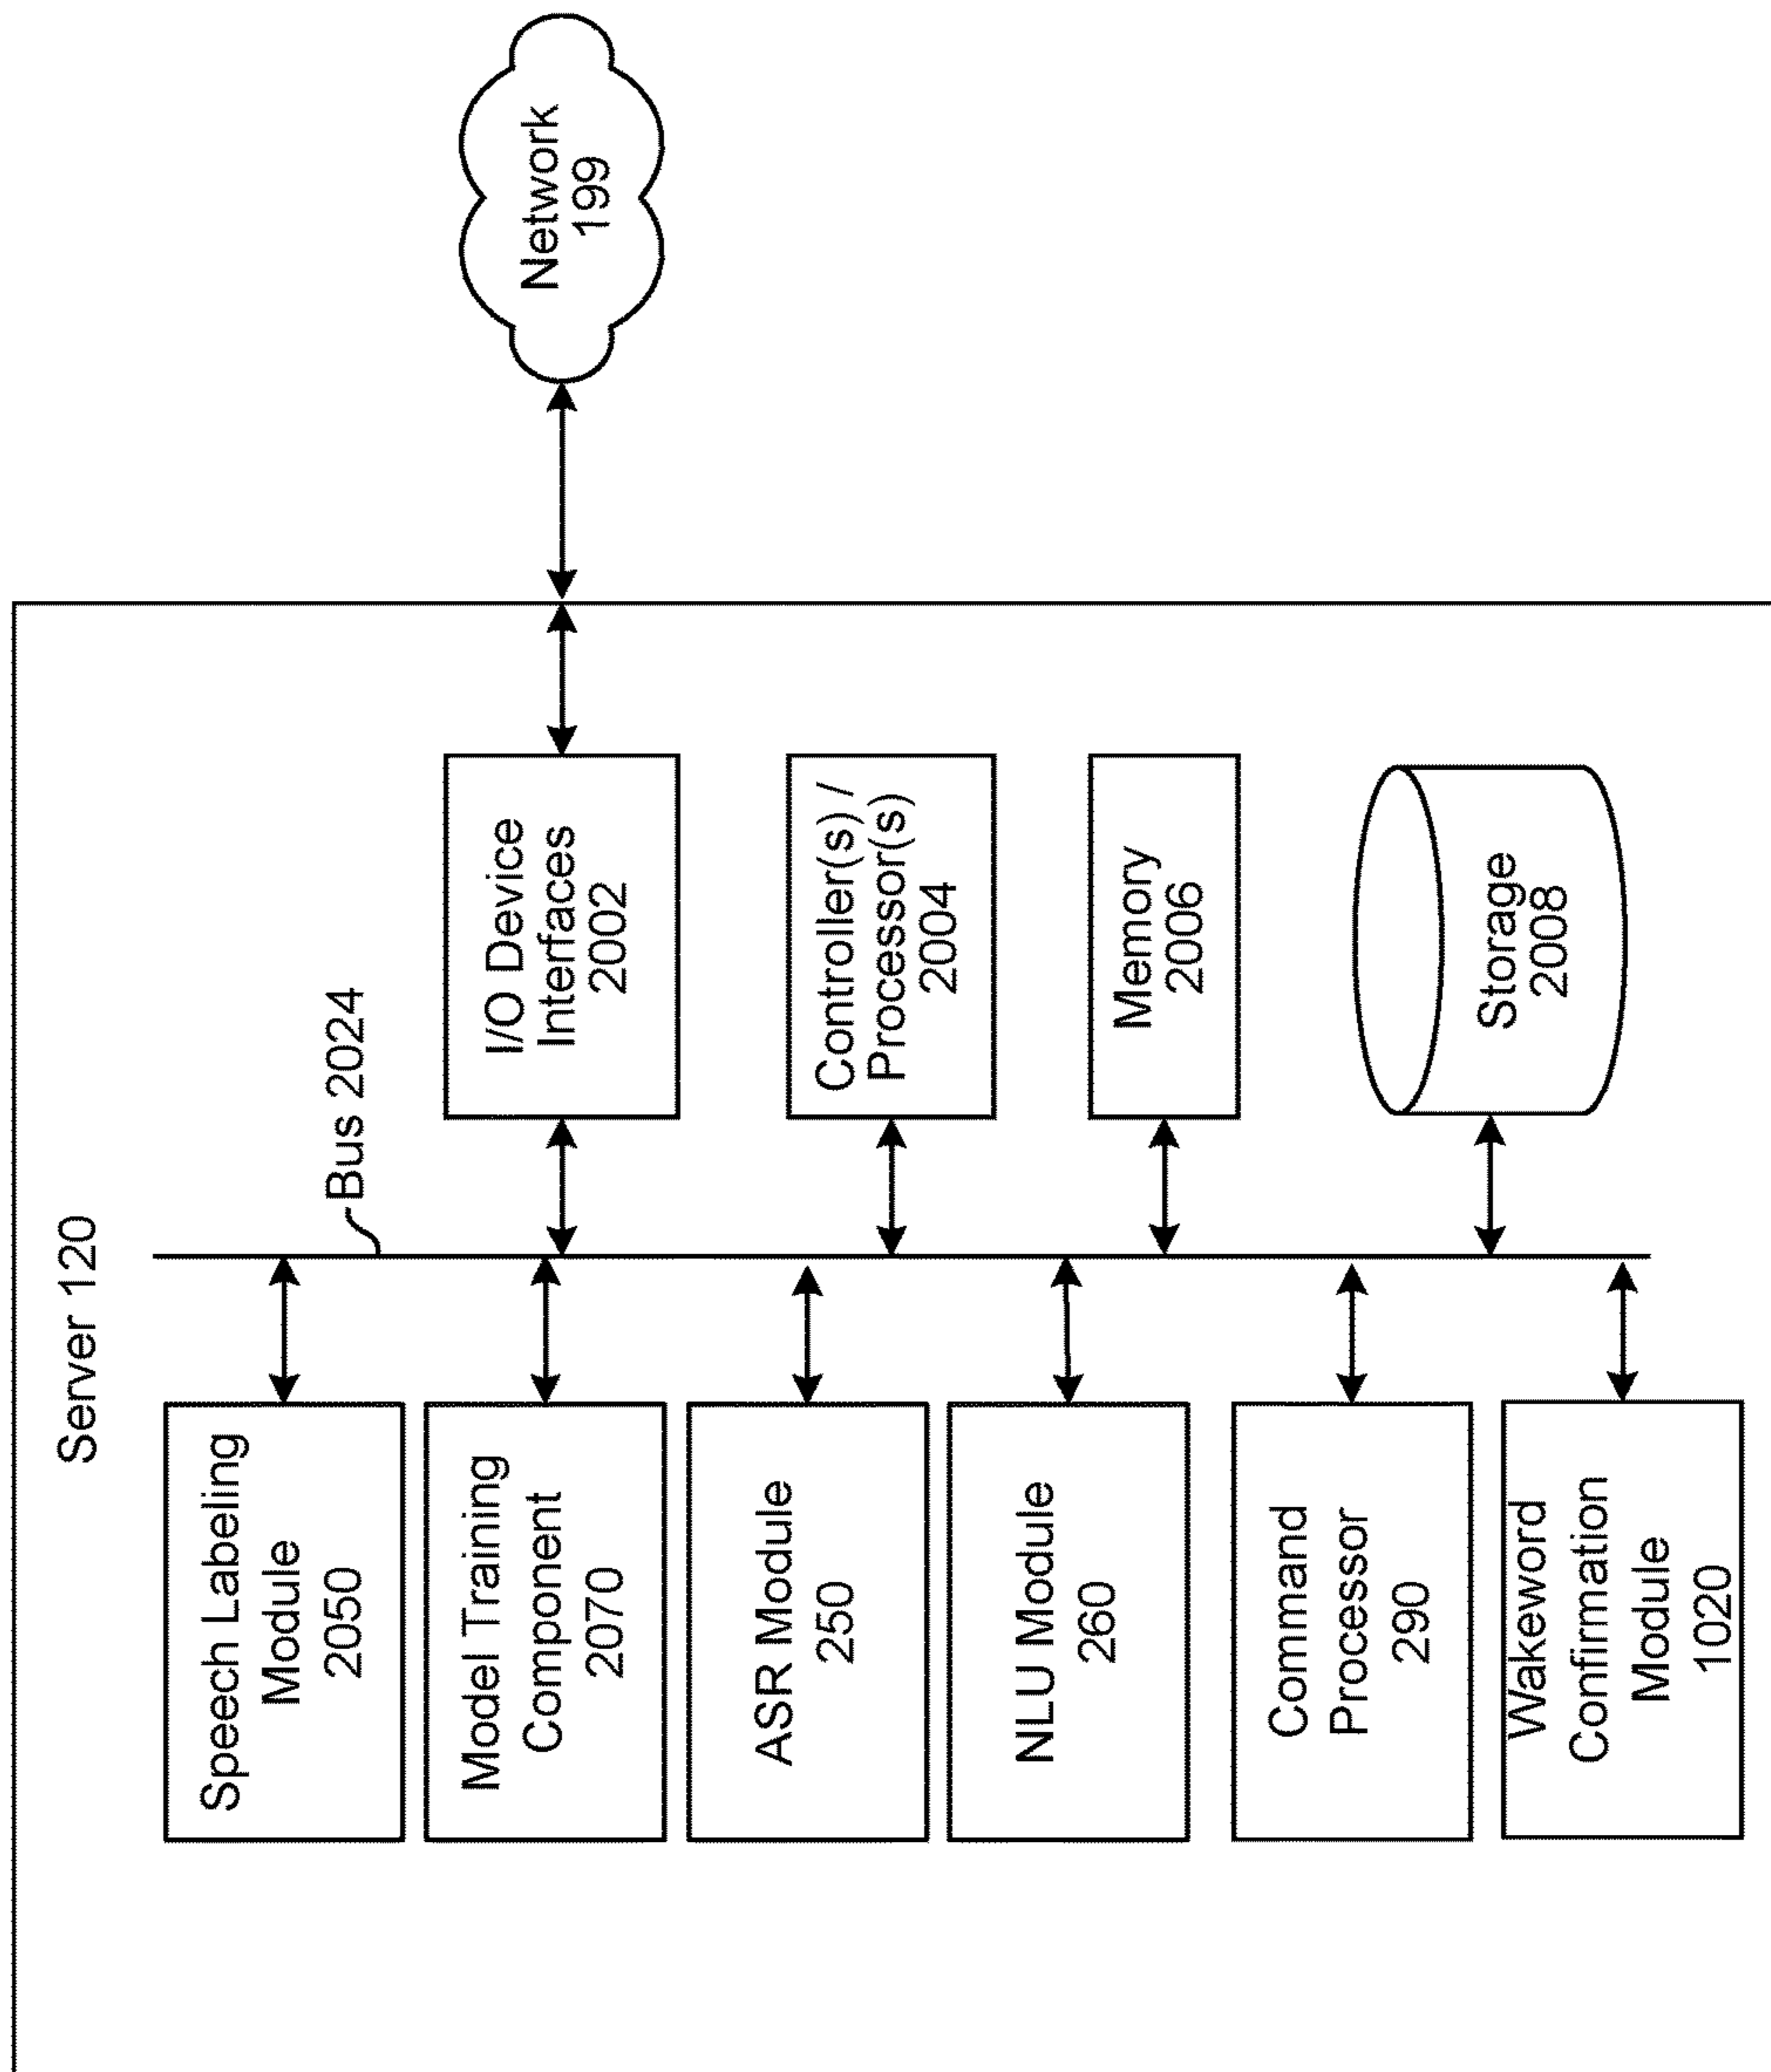 Server 120
Bus 2024
Speech Labeling
Module
2050
Model Training
Component
2070
ASR Module
250
NLU Module
260
Command
Processor
290
Wakeword
Confirmation
Module
1020
I/O Device
Interfaces
2002
Controller(s) /
Processor(s)
2004
Memory
2006
Storage
2008
Network
199